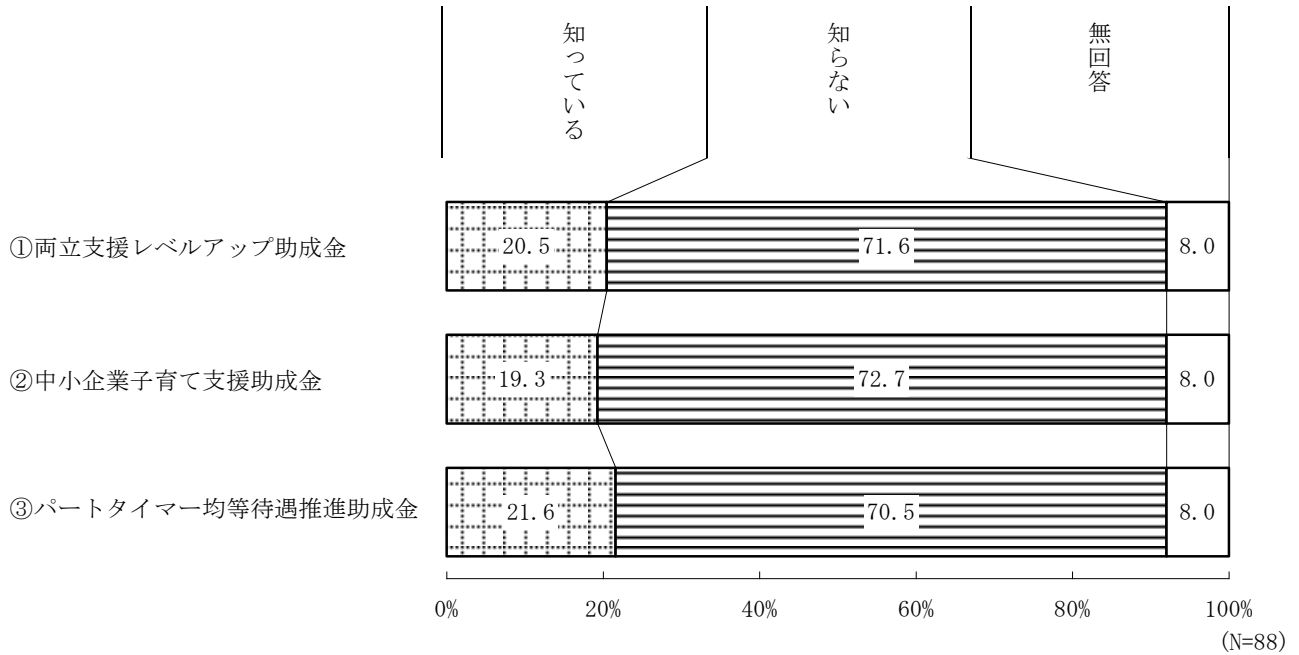 知っている
知らない
無回答
①両立支援レベルアップ助成金
20.5
71.6
8.0
②中小企業子育て支援助成金
19.3
72.7
8.0
③パートタイマー均等待遇推進助成金
21.6
70.5
8.0
0%
20%
40%
60%
80%
100%
(N=88)